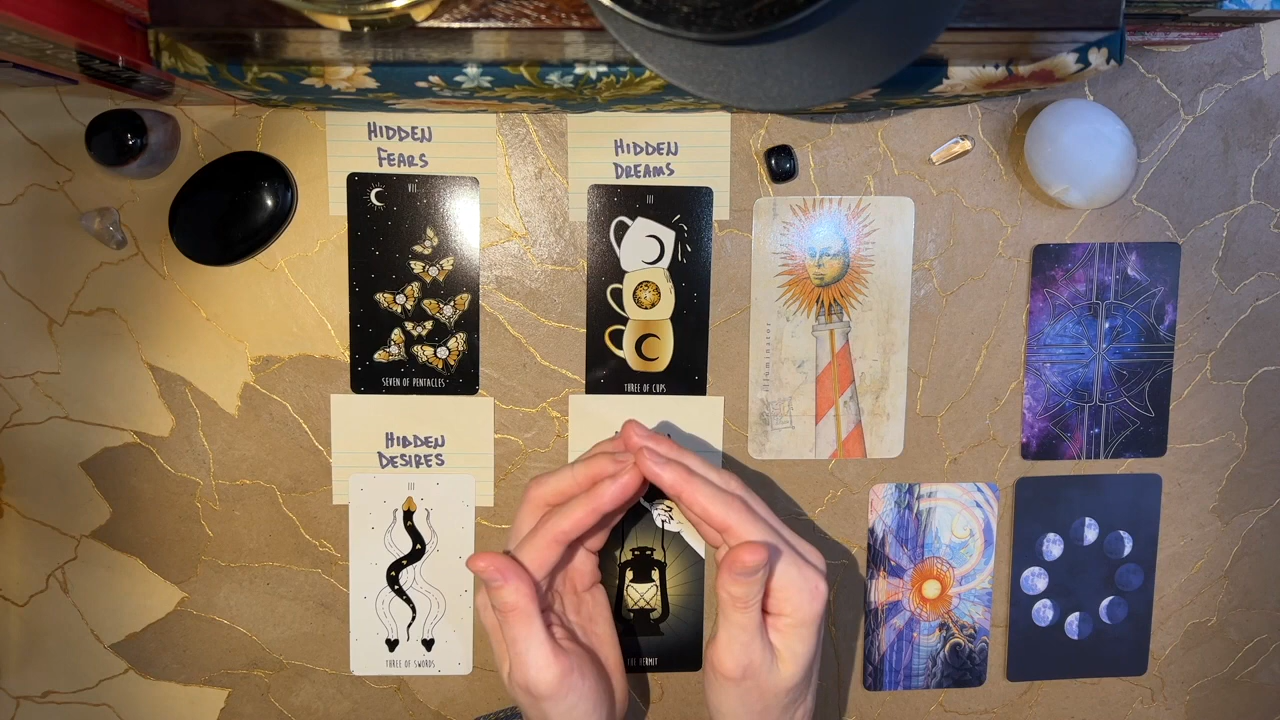 HIDDEN
FEARS
VII
SEVEN OF PENTACLES
HIDDEN
DREAMS
III
THREE OF CUPS
illuminator
HIDDEN
DESIRES
III
THREE OF SWORDS
THE HERMIT